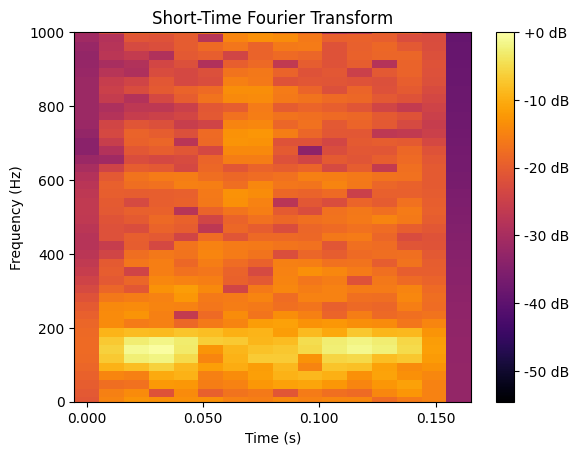 Short-Time Fourier Transform
1000
800
600
400
200
0
Frequency (Hz)
0.000
0.050
0.100
0.150
Time (s)
+0 dB
-10 dB
-20 dB
-30 dB
-40 dB
-50 dB